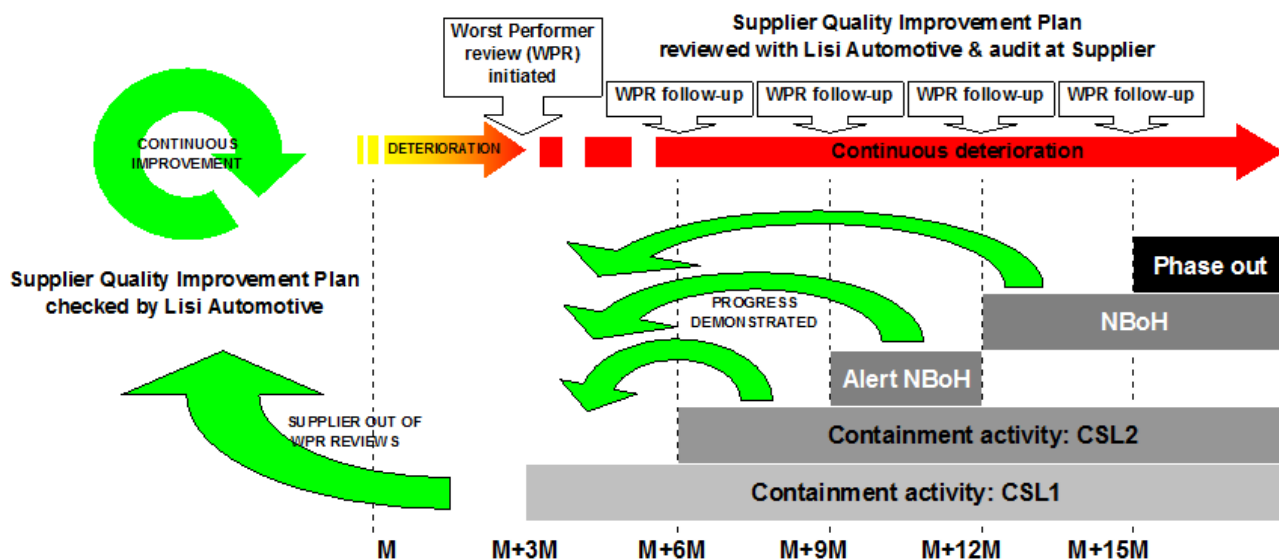 Worst Performer
review (WPR)
initiated
Supplier Quality Improvement Plan
reviewed with Lisi Automotive & audit at Supplier
WPR follow-up
WPR follow-up
WPR follow-up
WPR follow-up
CONTINUOUS
IMPROVEMENT
DETERIORATION
Continuous deterioration
Supplier Quality Improvement Plan
checked by Lisi Automotive
PROGRESS
DEMONSTRATED
Phase out
NBoH
Alert NBoH
SUPPLIER OUT OF
WPR REVIEWS
Containment activity: CSL2
Containment activity: CSL1
M
M+3M
M+6M
M+9M
M+12M
M+15M